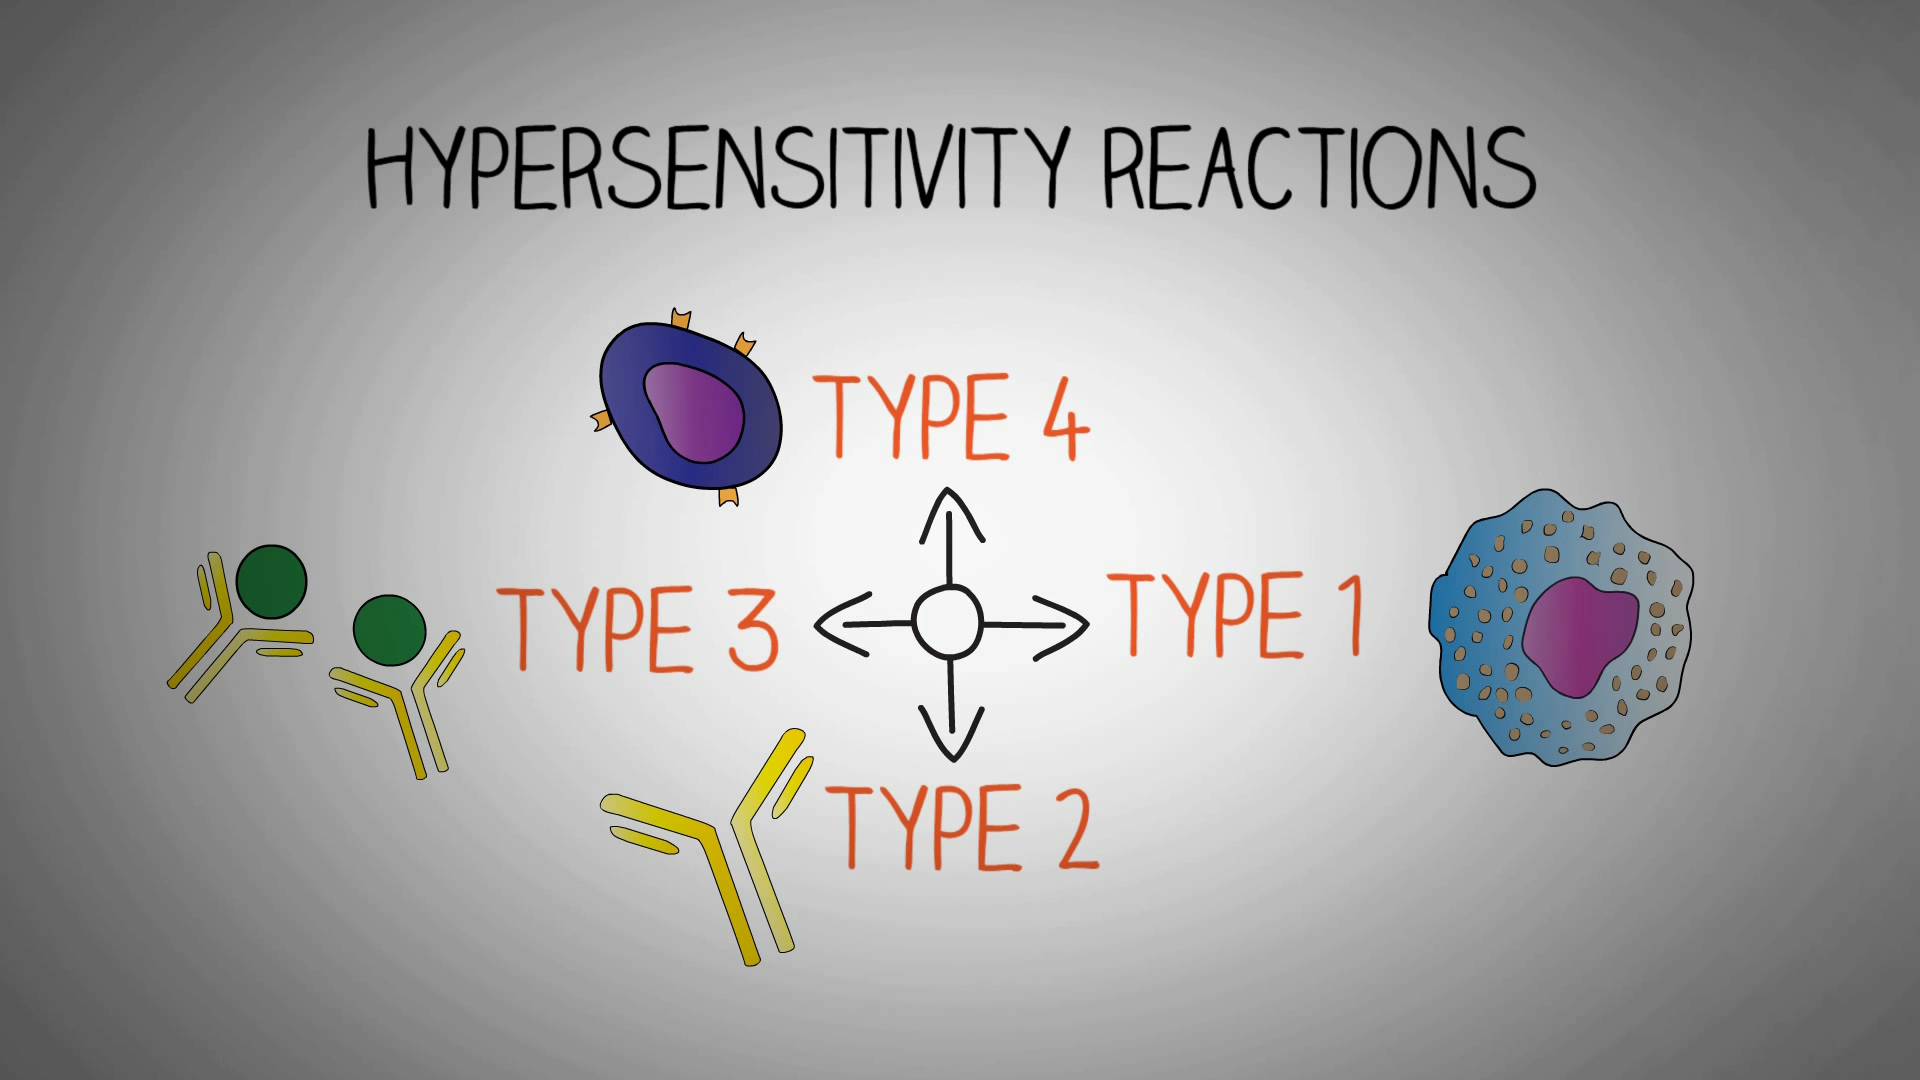 HYPERSENSITIVITY REACTIONS
TYPE 4
TYPE 3
TYPE 1
TYPE 2